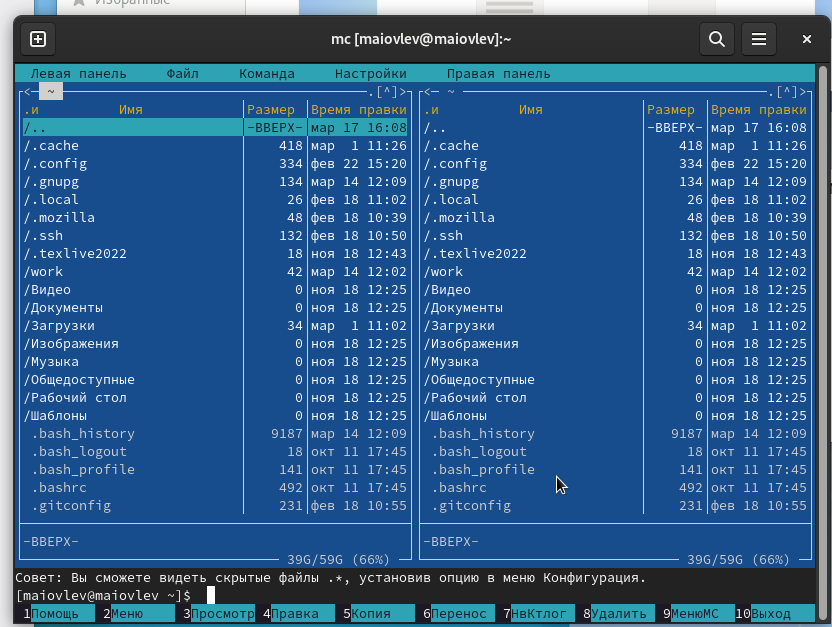 Избранные
mc [maiovlev@maiovlev]:~
Левая панель Файл Команда Настройки Правая панель
<─ ~ .[^]> <─ ~ .[^]>
.и Имя Размер Время правки .и Имя Размер Время правки
/.. -ВВЕРХ- мар 17 16:08 /.. -ВВЕРХ- мар 17 16:08
/.cache 418 мар 1 11:26 /.cache 418 мар 1 11:26
/.config 334 фев 22 15:20 /.config 334 фев 22 15:20
/.gnupg 134 мар 14 12:09 /.gnupg 134 мар 14 12:09
/.local 26 фев 18 11:02 /.local 26 фев 18 11:02
/.mozilla 48 фев 18 10:39 /.mozilla 48 фев 18 10:39
/.ssh 132 фев 18 10:50 /.ssh 132 фев 18 10:50
/.texlive2022 18 ноя 18 12:43 /.texlive2022 18 ноя 18 12:43
/work 42 мар 14 12:02 /work 42 мар 14 12:02
/Видео 0 ноя 18 12:25 /Видео 0 ноя 18 12:25
/Документы 0 ноя 18 12:25 /Документы 0 ноя 18 12:25
/Загрузки 34 мар 1 11:02 /Загрузки 34 мар 1 11:02
/Изображения 0 ноя 18 12:25 /Изображения 0 ноя 18 12:25
/Музыка 0 ноя 18 12:25 /Музыка 0 ноя 18 12:25
/Общедоступные 0 ноя 18 12:25 /Общедоступные 0 ноя 18 12:25
/Рабочий стол 0 ноя 18 12:25 /Рабочий стол 0 ноя 18 12:25
/Шаблоны 0 ноя 18 12:25 /Шаблоны 0 ноя 18 12:25
.bash_history 9187 мар 14 12:09 .bash_history 9187 мар 14 12:09
.bash_logout 18 окт 11 17:45 .bash_logout 18 окт 11 17:45
.bash_profile 141 окт 11 17:45 .bash_profile 141 окт 11 17:45
.bashrc 492 окт 11 17:45 .bashrc 492 окт 11 17:45
.gitconfig 231 фев 18 10:55 .gitconfig 231 фев 18 10:55
-ВВЕРХ- -ВВЕРХ-
39G/59G (66%) 39G/59G (66%)
Совет: Вы сможете видеть скрытые файлы .*, установив опцию в меню Конфигурация.
[maiovlev@maiovlev ~]$
1Помощь 2Меню 3Просмотр 4Правка 5Копия 6Перенос 7НвКтлог 8Удалить 9МенюМС 10Выход